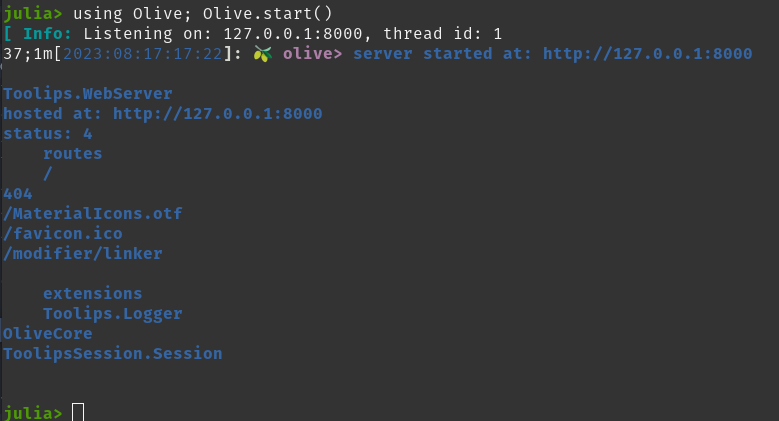 julia> using Olive; Olive.start()
[ Info: Listening on: 127.0.0.1:8000, thread id: 1
37;1m[2023:08:17:17:22]: 🫒 olive> server started at: http://127.0.0.1:8000
Toolips.WebServer
hosted at: http://127.0.0.1:8000
status: 4
routes
/
404
/MaterialIcons.otf
/favicon.ico
/modifier/linker
extensions
Toolips.Logger
OliveCore
ToolipsSession.Session
julia>